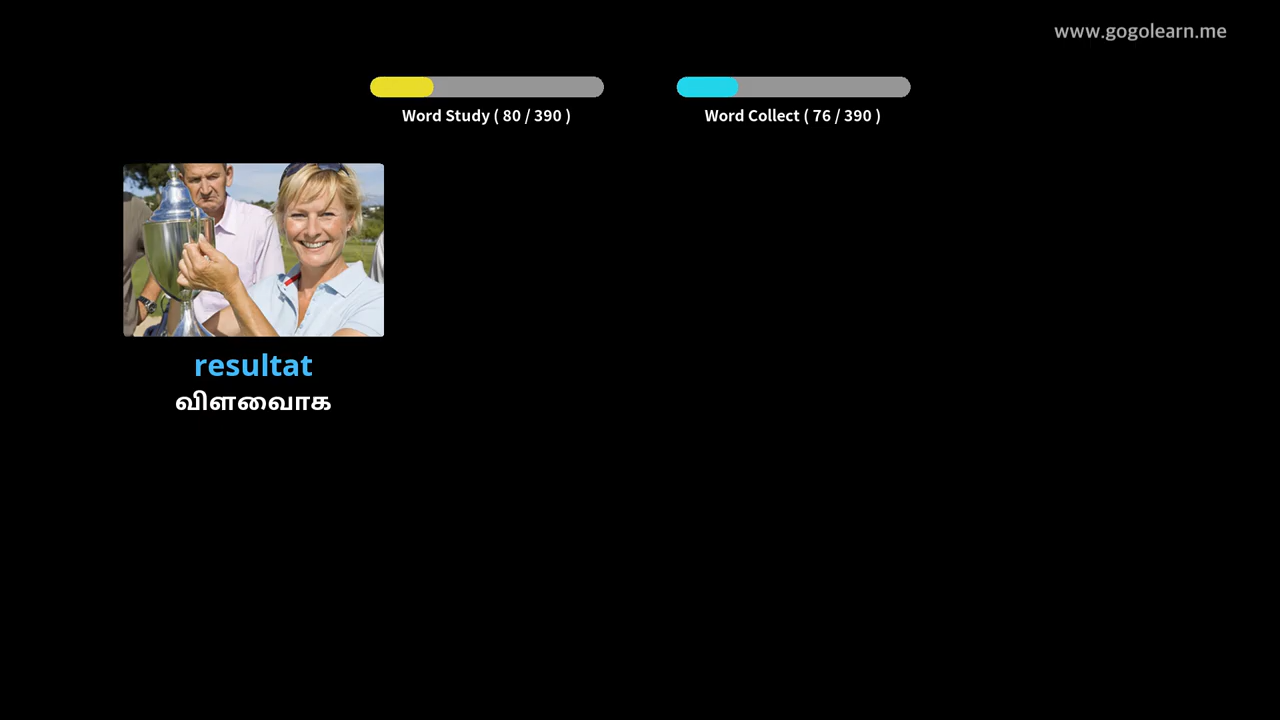 www.gogolearn.me
Word Study ( 80 / 390 )
Word Collect ( 76 / 390 )
resultat
விளைவாக